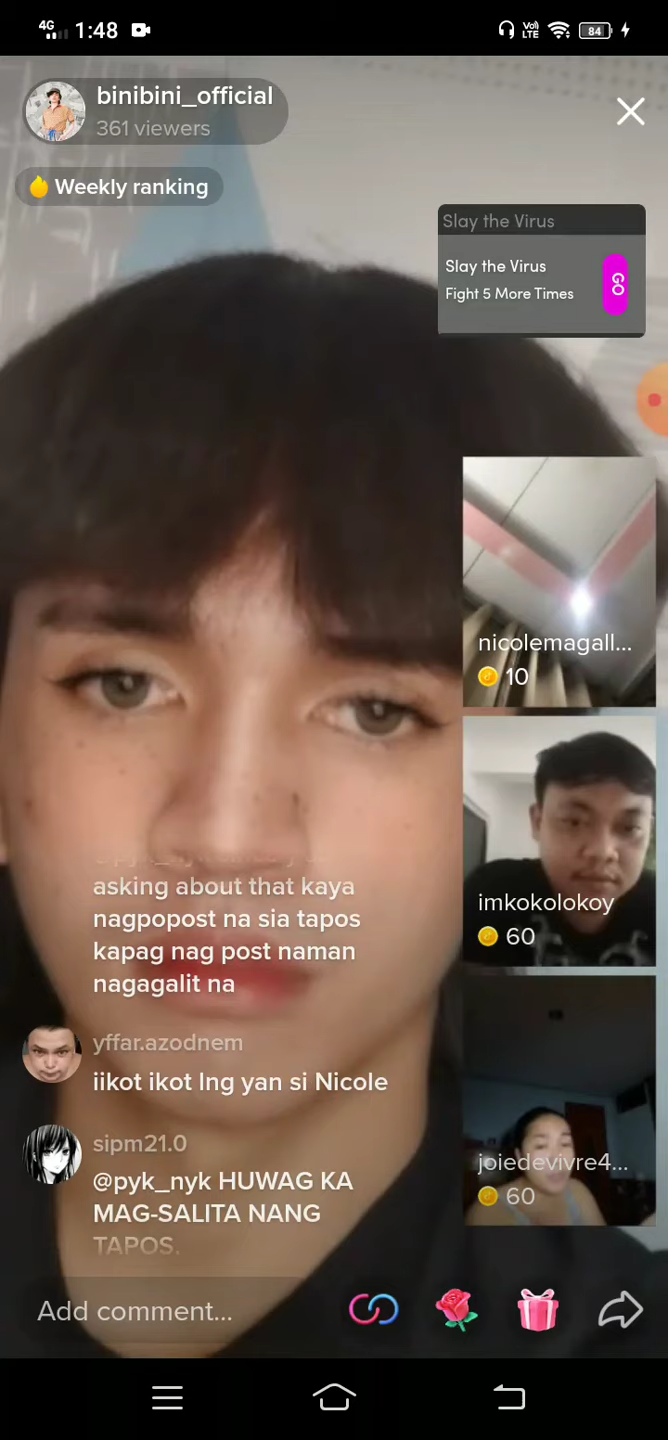 4G 1:48 Vo) LTE 84
binibini_official
361 viewers
Weekly ranking
Slay the Virus
Slay the Virus
Fight 5 More Times
GO
nicolemagall...
10
imkokolokoy
60
joiedevivre4...
60
asking about that kaya
nagpopost na sia tapos
kapag nag post naman
nagagalit na
yffar.azodnem
iikot ikot lng yan si Nicole
sipm21.0
@pyk_nyk HUWAG KA
MAG-SALITA NANG
TAPOS.
Add comment...